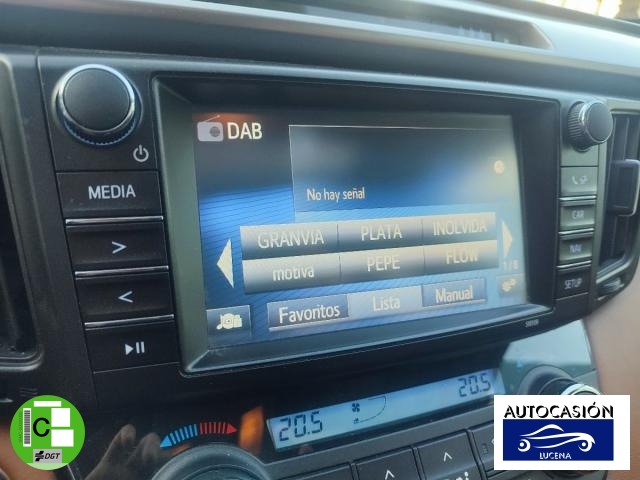 DAB
No hay señal
GRANVIA PLATA INOLVIDA
motiva PEPE FLOW
1/8
Favoritos Lista Manual
MEDIA
>
<
CAR
NAV
SETUP
20.5 20.5
C
DGT
AUTOCASIÓN
LUCENA